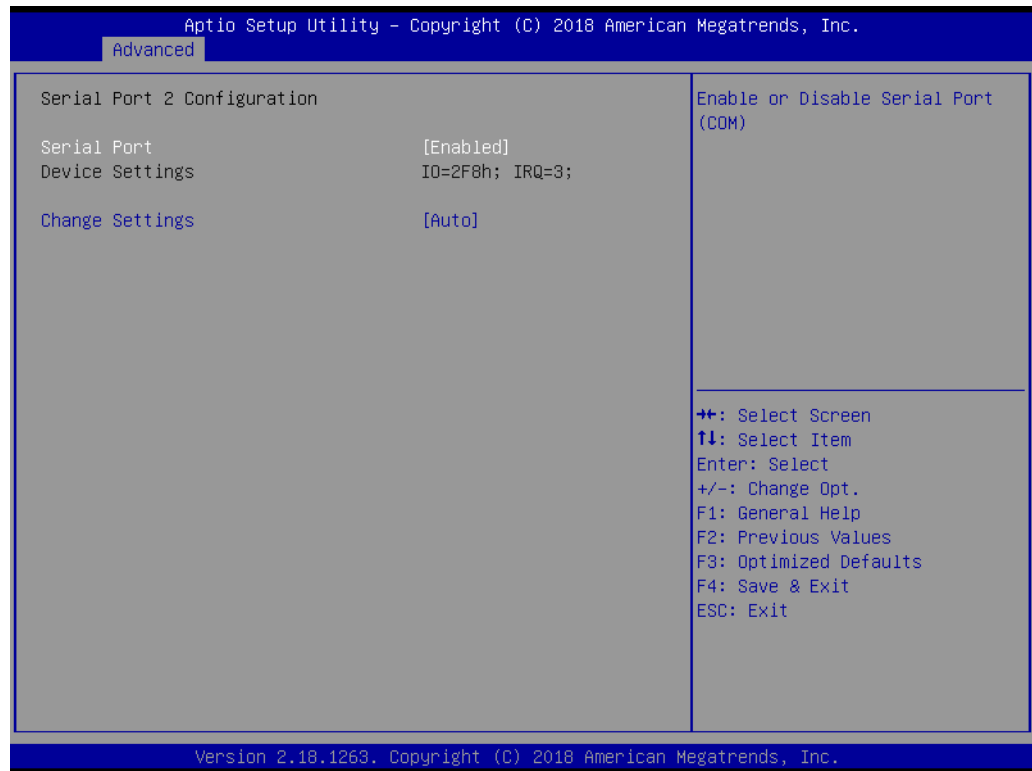 Aptio Setup Utility – Copyright (C) 2018 American Megatrends, Inc.
Advanced
Serial Port 2 Configuration
Serial Port [Enabled]
Device Settings IO=2F8h; IRQ=3;
Change Settings [Auto]
Enable or Disable Serial Port
(COM)
→←: Select Screen
↑↓: Select Item
Enter: Select
+/-: Change Opt.
F1: General Help
F2: Previous Values
F3: Optimized Defaults
F4: Save & Exit
ESC: Exit
Version 2.18.1263. Copyright (C) 2018 American Megatrends, Inc.